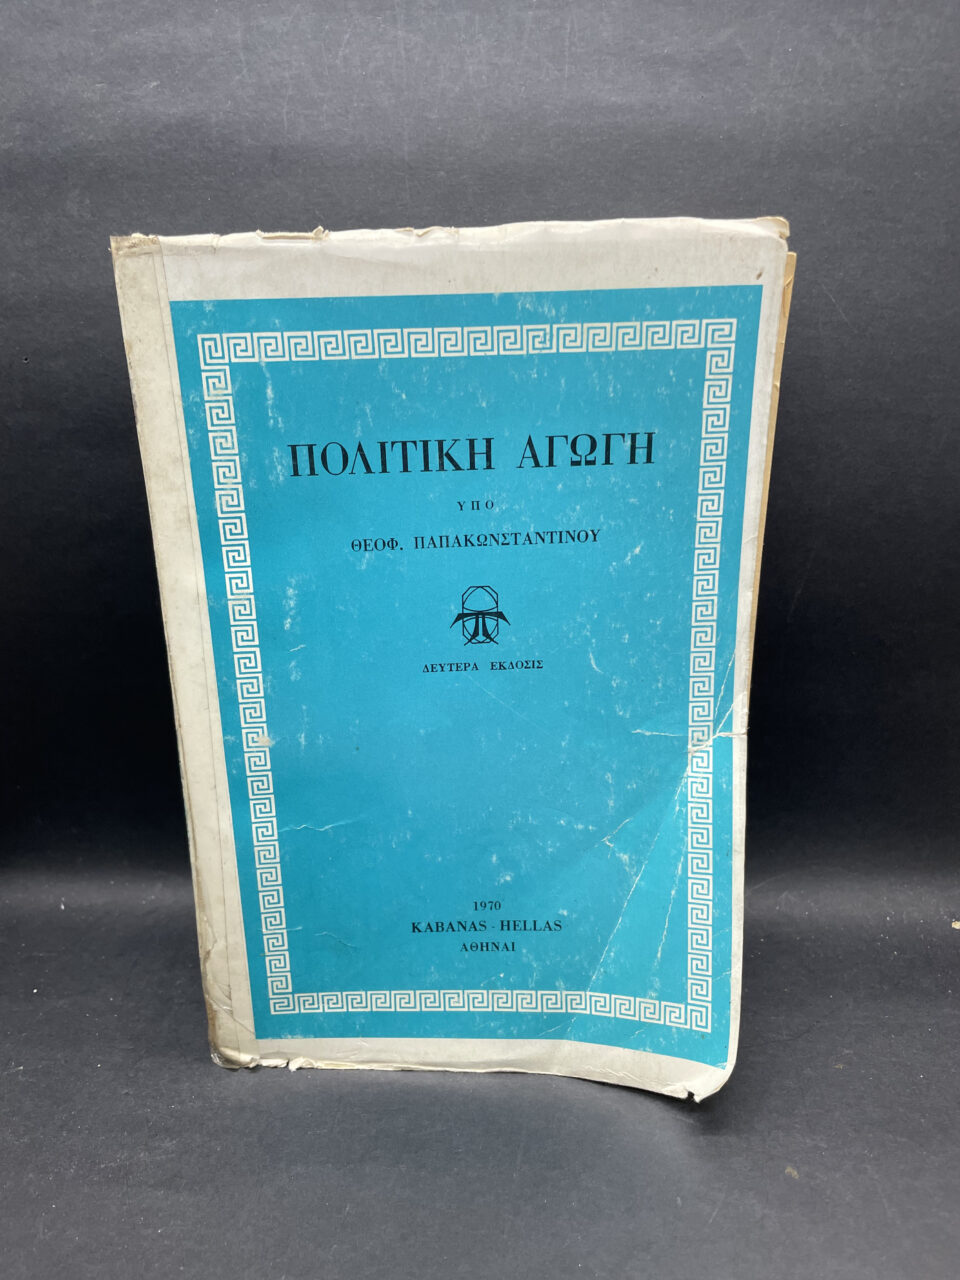 ΠΟΛΙΤΙΚΗ ΑΓΩΓΗ
ΥΠΟ
ΘΕΟΦ. ΠΑΠΑΚΩΝΣΤΑΝΤΙΝΟΥ
ΔΕΥΤΕΡΑ ΕΚΔΟΣΙΣ
1970
KABANAS - HELLAS
ΑΘΗΝΑΙ